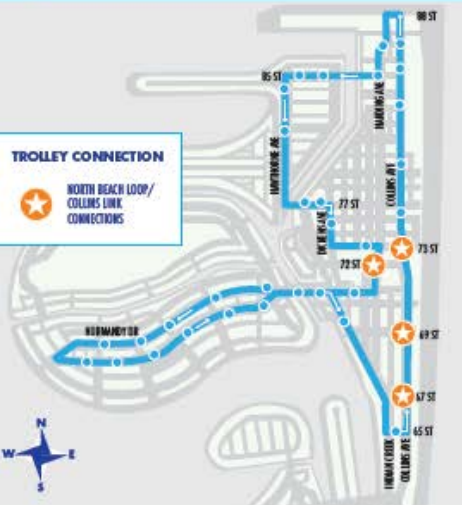 88 ST
85 ST
HARDING AVE
TROLLEY CONNECTION
NORTH BEACH LOOP/
COLLINS LINK
CONNECTIONS
HAWTHORNE AVE
COLLINS AVE
77 ST
DICKENS AVE
73 ST
72 ST
NORMANDY DR
69 ST
67 ST
65 ST
INDIAN CREEK
COLLINS AVE
N
W
E
S